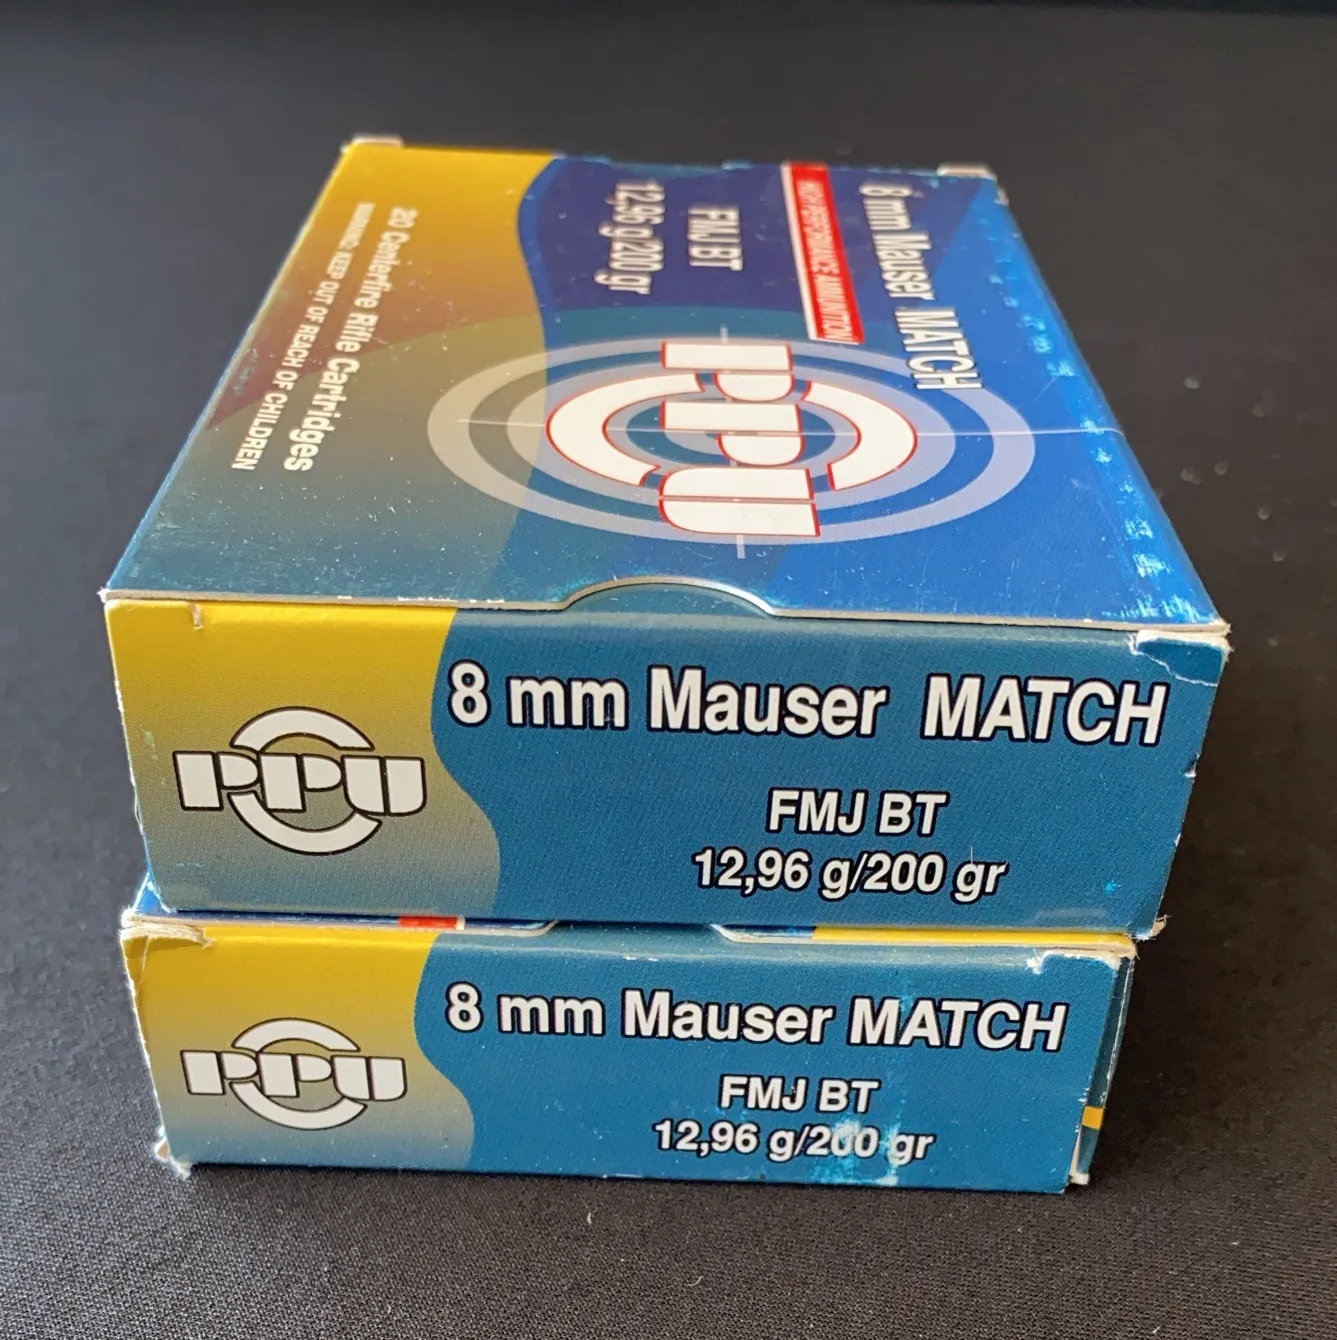 8 mm Mauser MATCH
HIGH PERFORMANCE AMMUNITION
FMJ BT
12,96 g/200 gr
PPU
20 Centerfire Rifle Cartridges
WARNING! KEEP OUT OF REACH OF CHILDREN
PPU
8 mm Mauser MATCH
FMJ BT
12,96 g/200 gr
PPU
8 mm Mauser MATCH
FMJ BT
12,96 g/200 gr